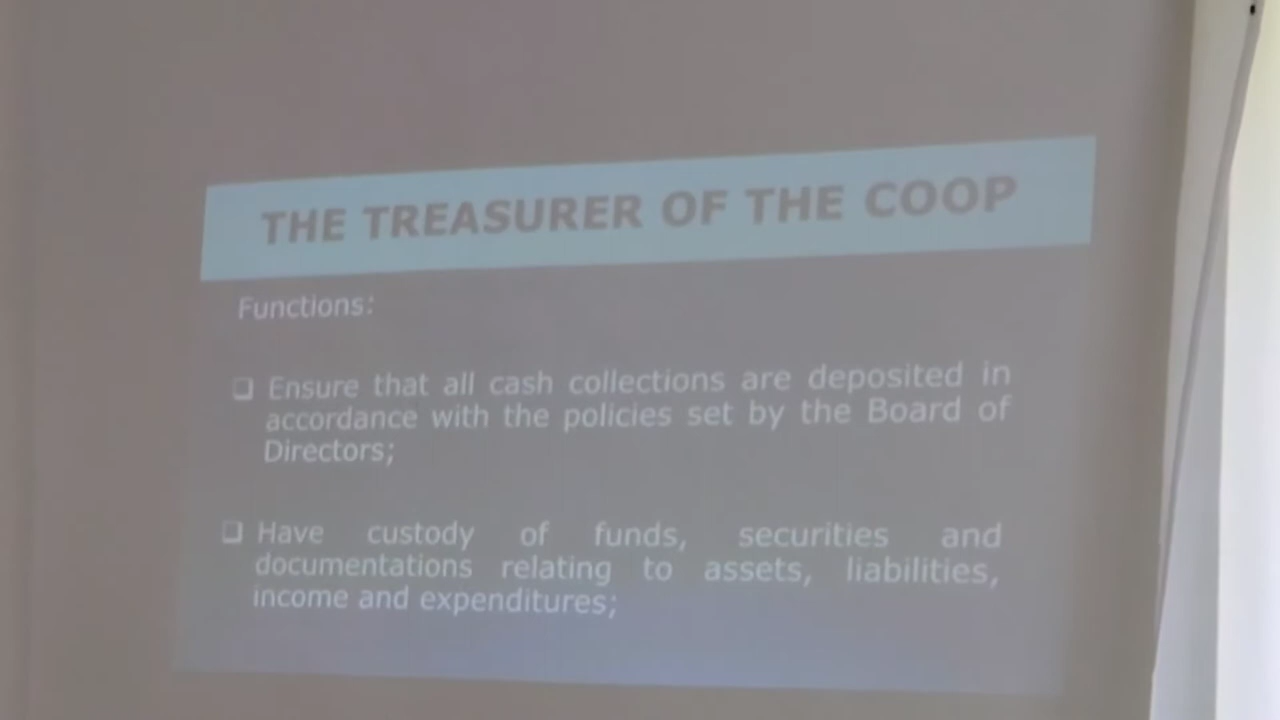 THE TREASURER OF THE COOP
Functions:
❑ Ensure that all cash collections are deposited in
accordance with the policies set by the Board of
Directors;
❑ Have custody of funds, securities and
documentations relating to assets, liabilities,
income and expenditures;